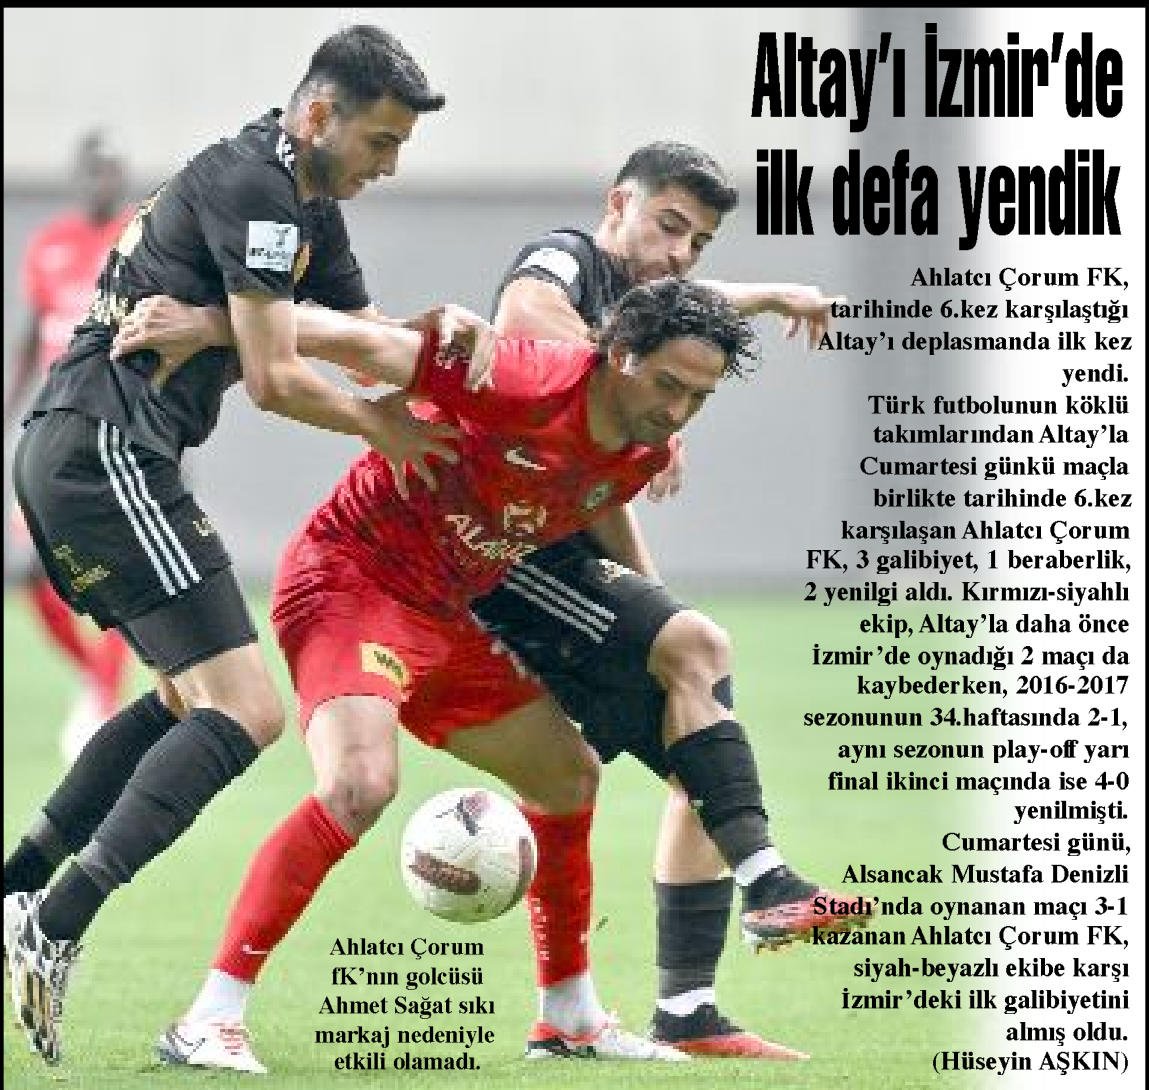 Altay'ı İzmir'de
ilk defa yendik
Ahlatcı Çorum FK,
tarihinde 6.kez karşılaştığı
Altay'ı deplasmanda ilk kez
yendi.
Türk futbolunun köklü
takımlarından Altay'la
Cumartesi günkü maçla
birlikte tarihinde 6.kez
karşılaşan Ahlatcı Çorum
FK, 3 galibiyet, 1 beraberlik,
2 yenilgi aldı. Kırmızı-siyahlı
ekip, Altay'la daha önce
İzmir'de oynadığı 2 maçı da
kaybederken, 2016-2017
sezonunun 34.haftasında 2-1,
aynı sezonun play-off yarı
final ikinci maçında ise 4-0
yenilmişti.
Cumartesi günü,
Alsancak Mustafa Denizli
Stadı'nda oynanan maçı 3-1
kazanan Ahlatcı Çorum FK,
siyah-beyazlı ekibe karşı
İzmir'deki ilk galibiyetini
almış oldu.
(Hüseyin AŞKIN)
Ahlatcı Çorum
fK'nın golcüsü
Ahmet Sağat sıkı
markaj nedeniyle
etkili olamadı.